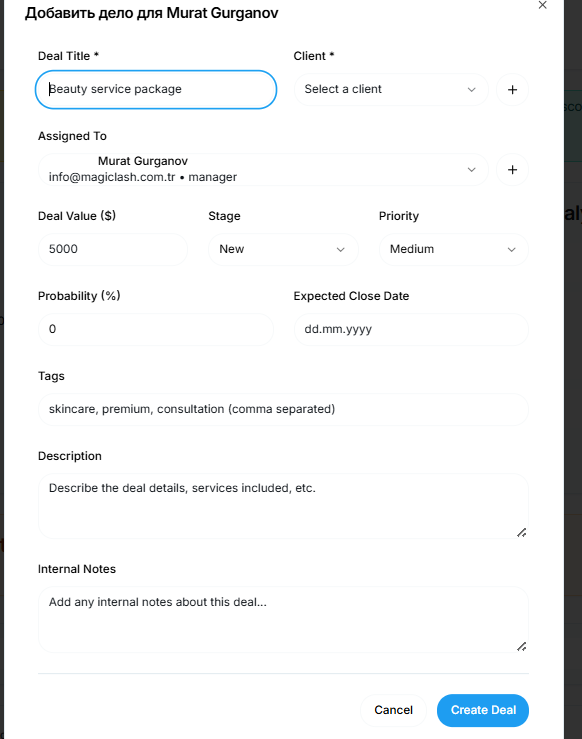 Добавить дело для Murat Gurganov
Deal Title *
Client *
Beauty service package
Select a client
Assigned To
Murat Gurganov
info@magiclash.com.tr • manager
Deal Value ($)
Stage
Priority
5000
New
Medium
Probability (%)
Expected Close Date
0
dd.mm.yyyy
Tags
skincare, premium, consultation (comma separated)
Description
Describe the deal details, services included, etc.
Internal Notes
Add any internal notes about this deal...
Cancel
Create Deal